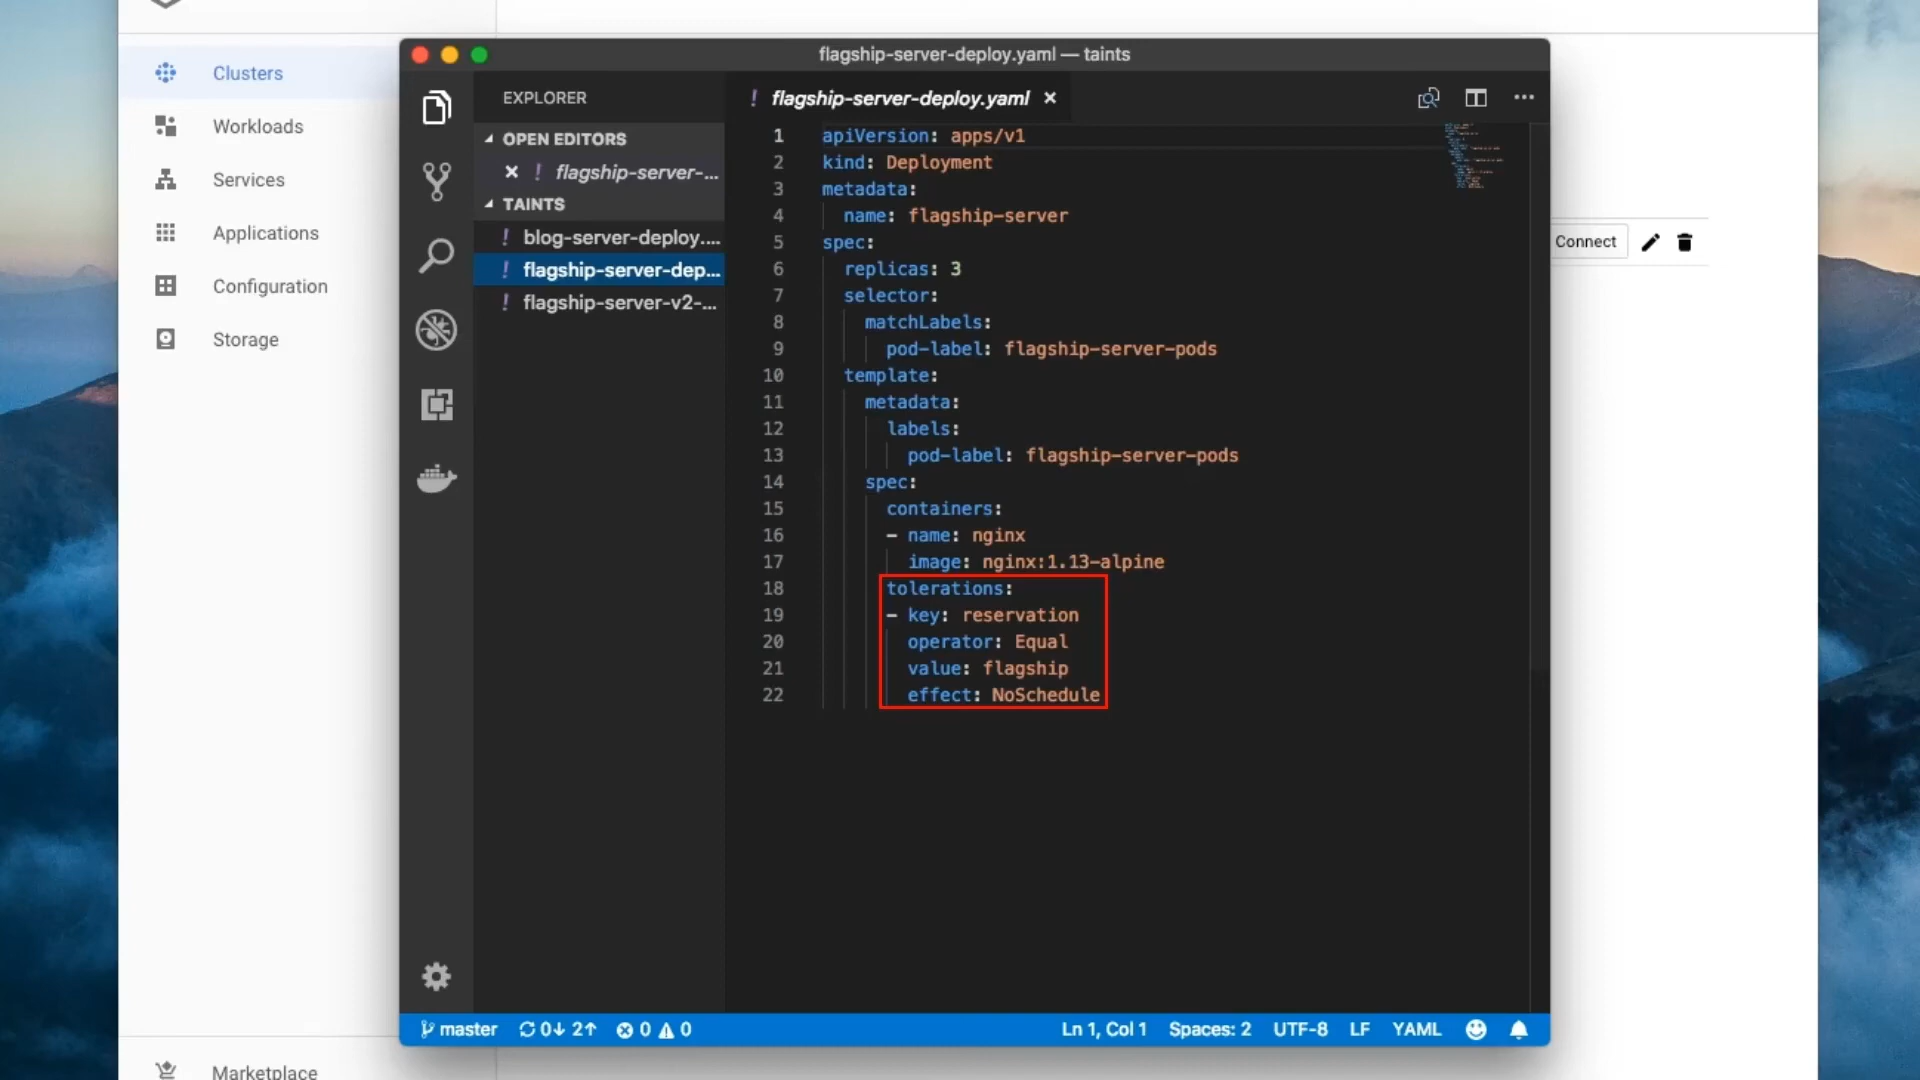 flagship-server-deploy.yaml — taints
Clusters
Workloads
Services
Applications
Configuration
Storage
Marketplace
EXPLORER
OPEN EDITORS
flagship-server-...
TAINTS
blog-server-deploy....
flagship-server-dep...
flagship-server-v2-...
! flagship-server-deploy.yaml
1 apiVersion: apps/v1
2 kind: Deployment
3 metadata:
4 name: flagship-server
5 spec:
6 replicas: 3
7 selector:
8 matchLabels:
9 pod-label: flagship-server-pods
10 template:
11 metadata:
12 labels:
13 pod-label: flagship-server-pods
14 spec:
15 containers:
16 - name: nginx
17 image: nginx:1.13-alpine
18 tolerations:
19 - key: reservation
20 operator: Equal
21 value: flagship
22 effect: NoSchedule
Connect
master 0↓ 2↑ 0 0 Ln 1, Col 1 Spaces: 2 UTF-8 LF YAML